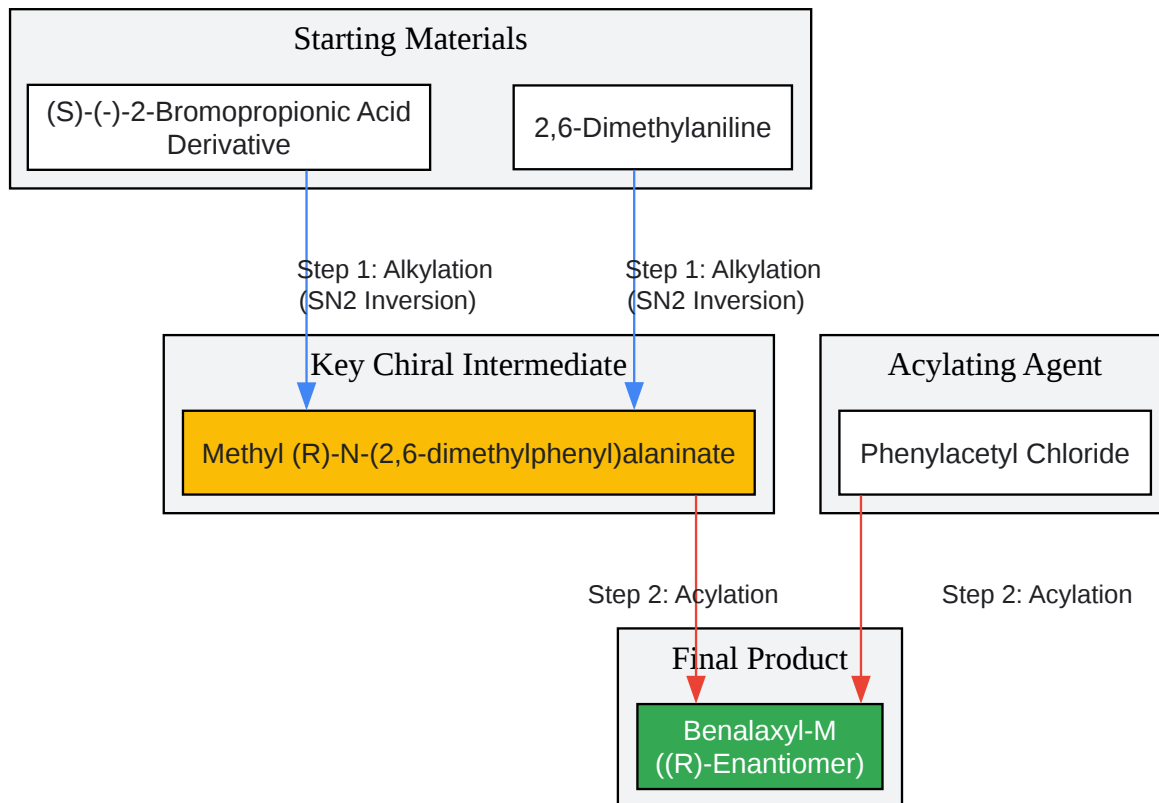 Starting Materials
(S)-(-)-2-Bromopropionic Acid
Derivative
2,6-Dimethylaniline
Step 1: Alkylation
(SN2 Inversion)
Step 1: Alkylation
(SN2 Inversion)
Key Chiral Intermediate
Methyl (R)-N-(2,6-dimethylphenyl)alaninate
Acylating Agent
Phenylacetyl Chloride
Step 2: Acylation
Step 2: Acylation
Final Product
Benalaxyl-M
((R)-Enantiomer)